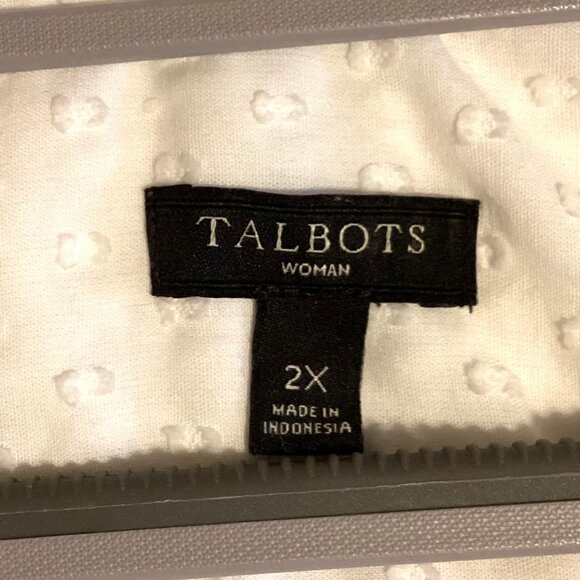 TALBOTS
WOMAN
2X
MADE IN
INDONESIA